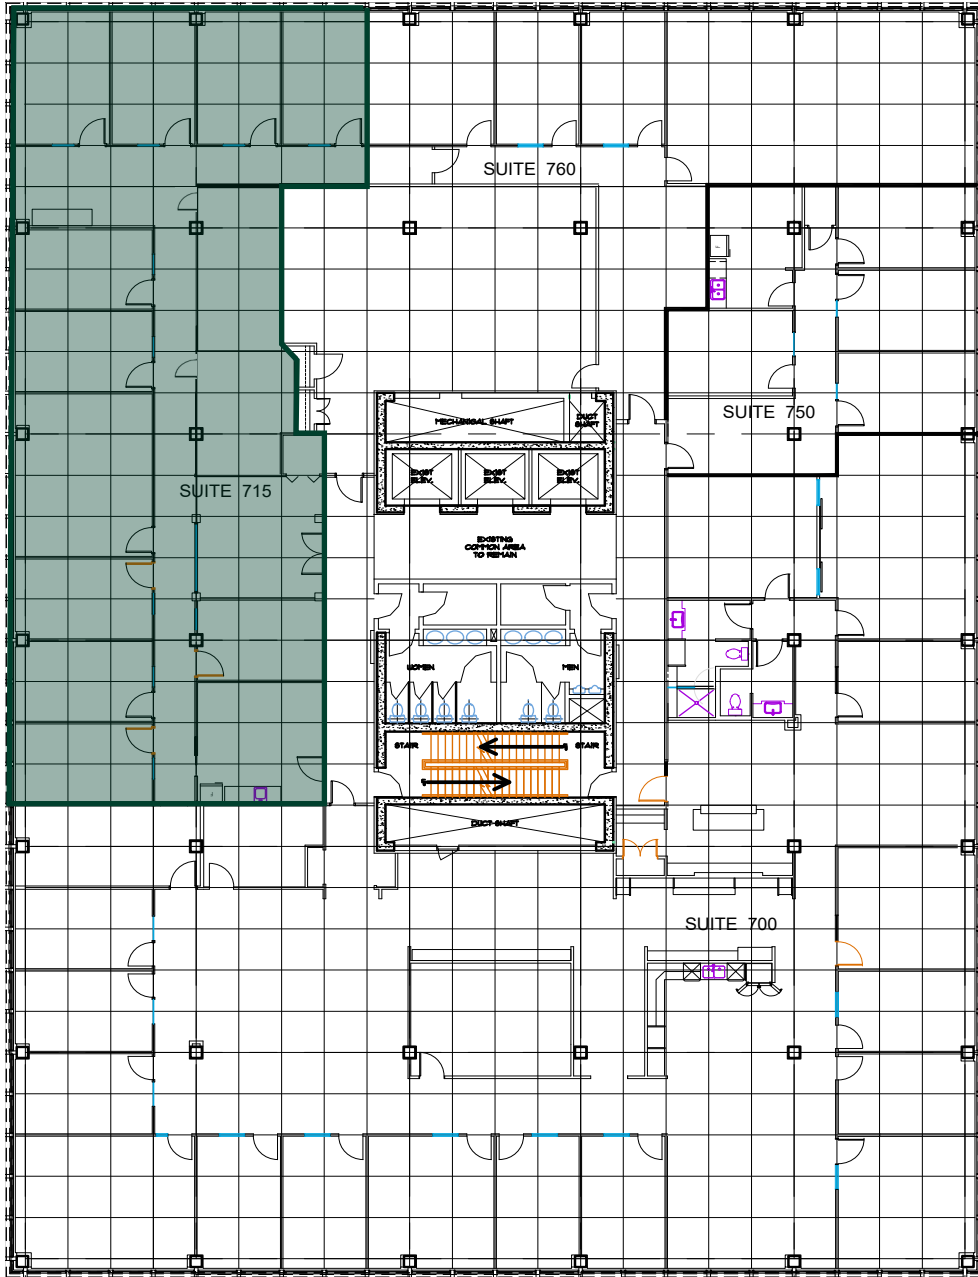 SUITE 760
SUITE 750
MECHANICAL SHAFT
DUCT
SHAFT
EXIST
ELEV.
EXIST
ELEV.
EXIST
ELEV.
SUITE 715
EXISTING
COMMON AREA
TO REMAIN
WOMEN
MEN
STAIR
STAIR
DUCT SHAFT
SUITE 700